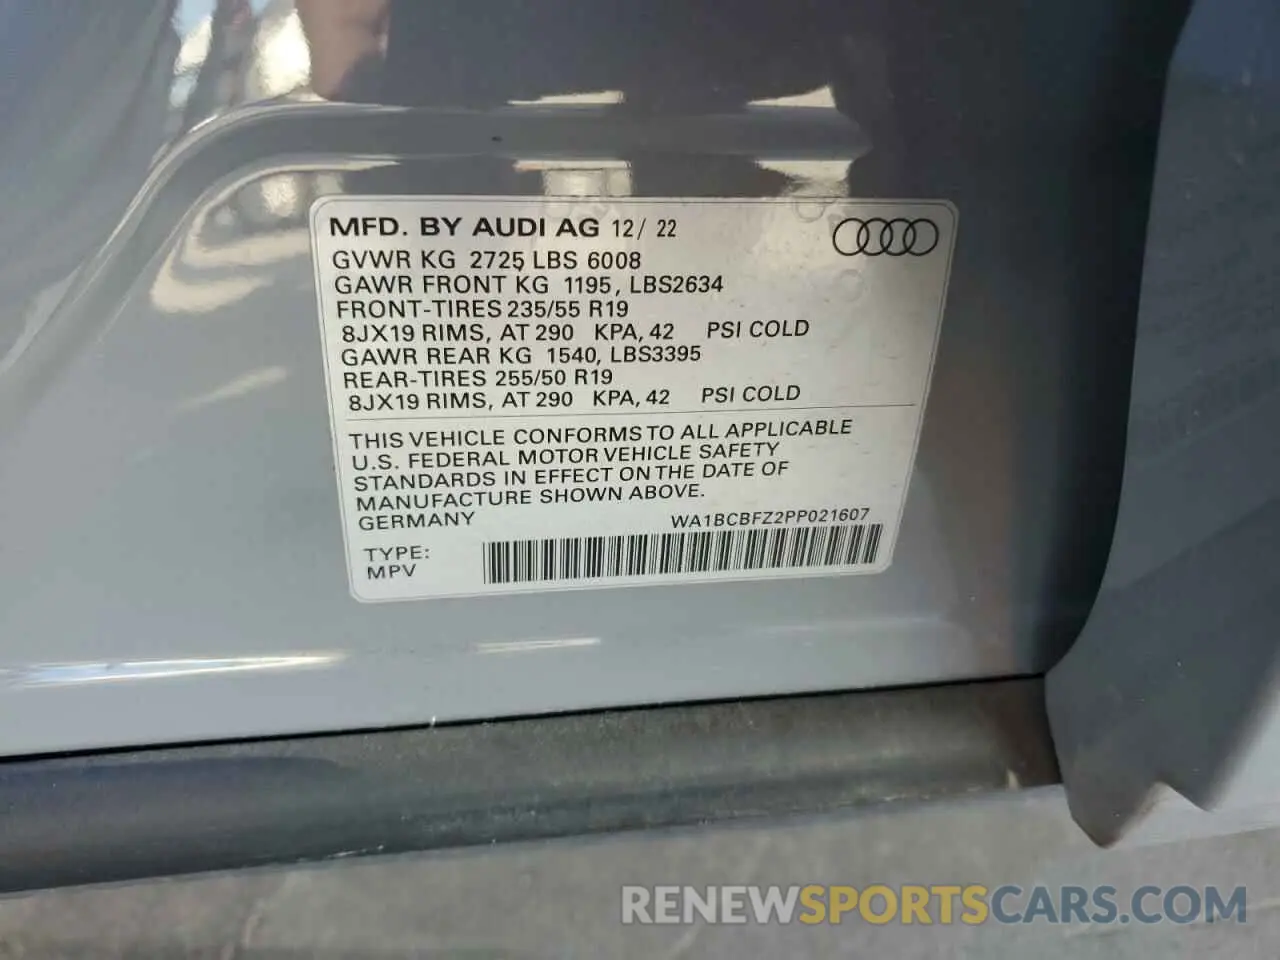 MFD. BY AUDI AG 12/ 22
GVWR KG 2725 LBS 6008
GAWR FRONT KG 1195, LBS2634
FRONT-TIRES 235/55 R19
8JX19 RIMS, AT 290 KPA, 42 PSI COLD
GAWR REAR KG 1540, LBS3395
REAR-TIRES 255/50 R19
8JX19 RIMS, AT 290 KPA, 42 PSI COLD
THIS VEHICLE CONFORMS TO ALL APPLICABLE
U.S. FEDERAL MOTOR VEHICLE SAFETY
STANDARDS IN EFFECT ON THE DATE OF
MANUFACTURE SHOWN ABOVE.
GERMANY WA1BCBFZ2PP021607
TYPE:
MPV
RENEWSPORTSCARS.COM